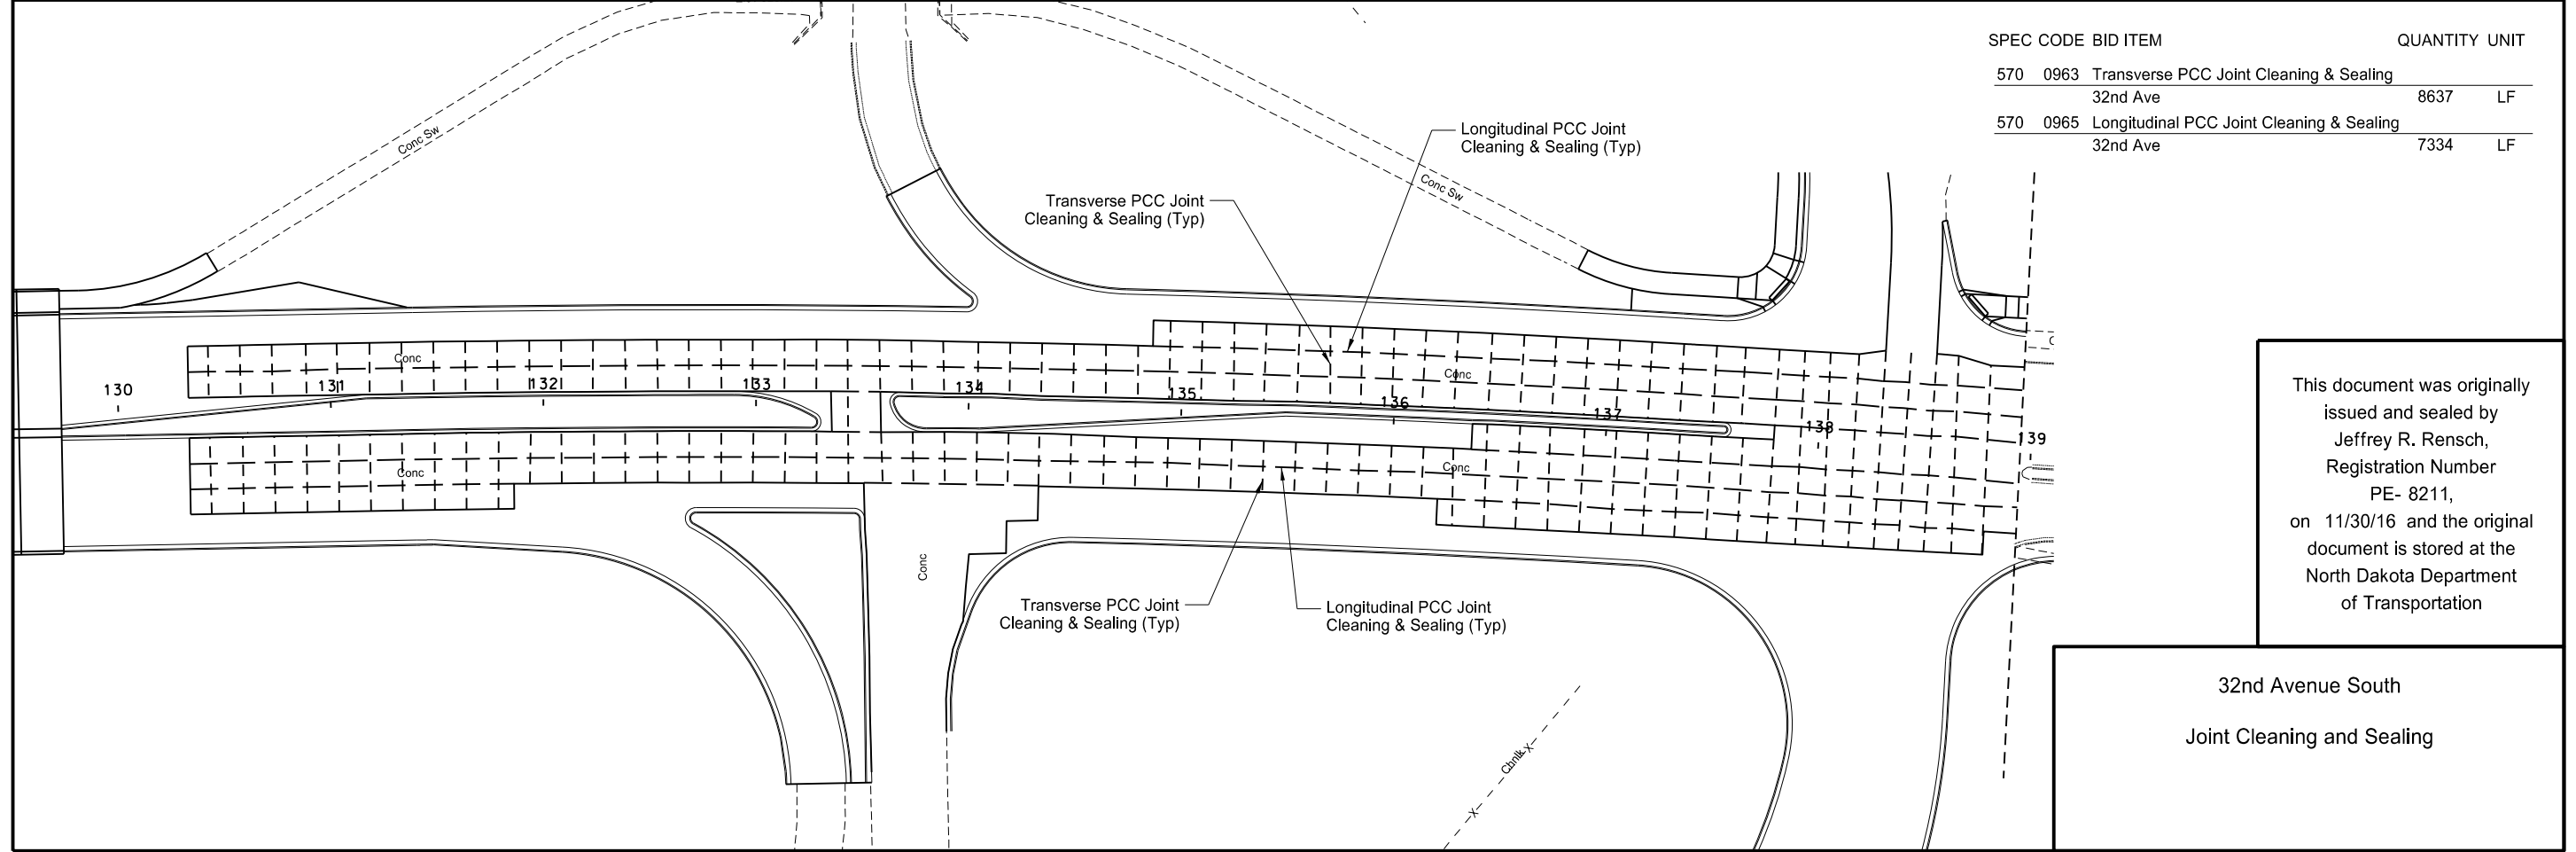 SPEC CODE BID ITEM QUANTITY UNIT
570 0963 Transverse PCC Joint Cleaning & Sealing
32nd Ave 8637 LF
570 0965 Longitudinal PCC Joint Cleaning & Sealing
32nd Ave 7334 LF
Conc Sw
Longitudinal PCC Joint
Cleaning & Sealing (Typ)
Conc Sw
Transverse PCC Joint
Cleaning & Sealing (Typ)
Conc
Conc
130
131
132
133
134
135
136
137
138
139
Conc
Conc
Conc
Transverse PCC Joint
Cleaning & Sealing (Typ)
Longitudinal PCC Joint
Cleaning & Sealing (Typ)
X
Chnlk
X
This document was originally
issued and sealed by
Jeffrey R. Rensch,
Registration Number
PE- 8211,
on 11/30/16 and the original
document is stored at the
North Dakota Department
of Transportation
32nd Avenue South
Joint Cleaning and Sealing